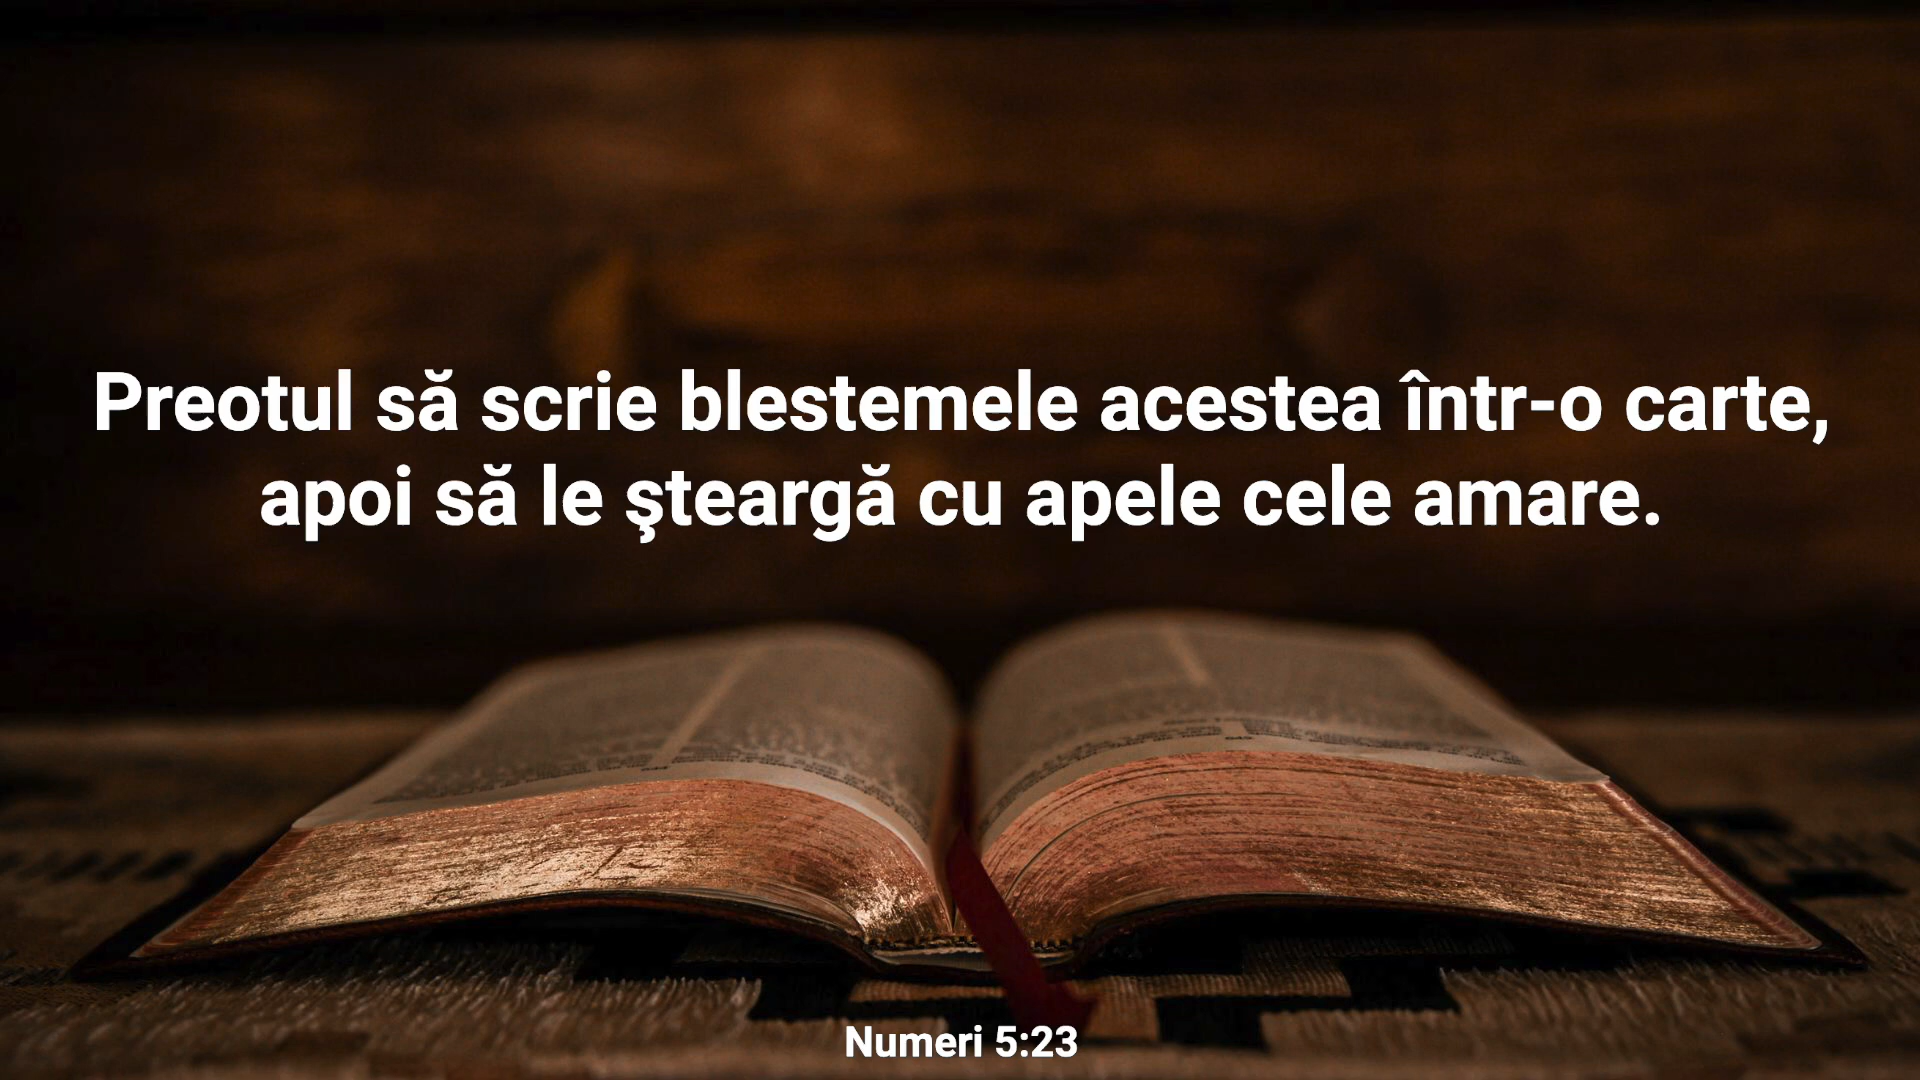 Preotul să scrie blestemele acestea într-o carte,
apoi să le şteargă cu apele cele amare.
Numeri 5:23